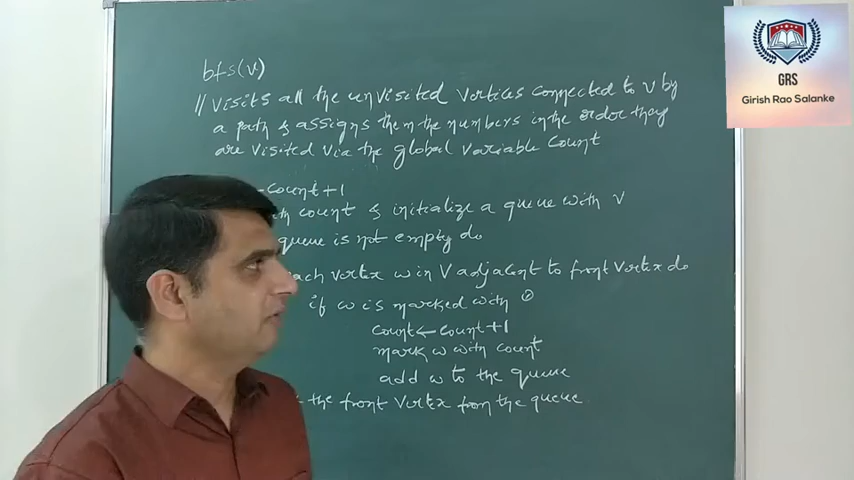 bfs(v)
// visits all the unvisited vertices connected to v by
a path & assigns them the numbers in the order they
are visited via the global variable count
count+1
count & initialize a queue with v
queue is not empty do
each vertex w in V adjacent to front vertex do
if w is marked with 0
count ← count+1
mark w with count
add w to the queue
the front vertex from the queue
GRS
Girish Rao Salanke